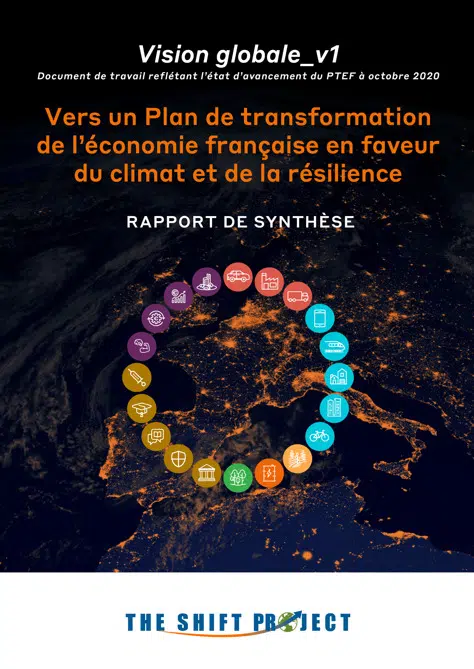 Vision globale_v1
Document de travail reflétant l'état d'avancement du PTEF à octobre 2020
Vers un Plan de transformation
de l'économie française en faveur
du climat et de la résilience
RAPPORT DE SYNTHÈSE
THE SHIFT PROJECT